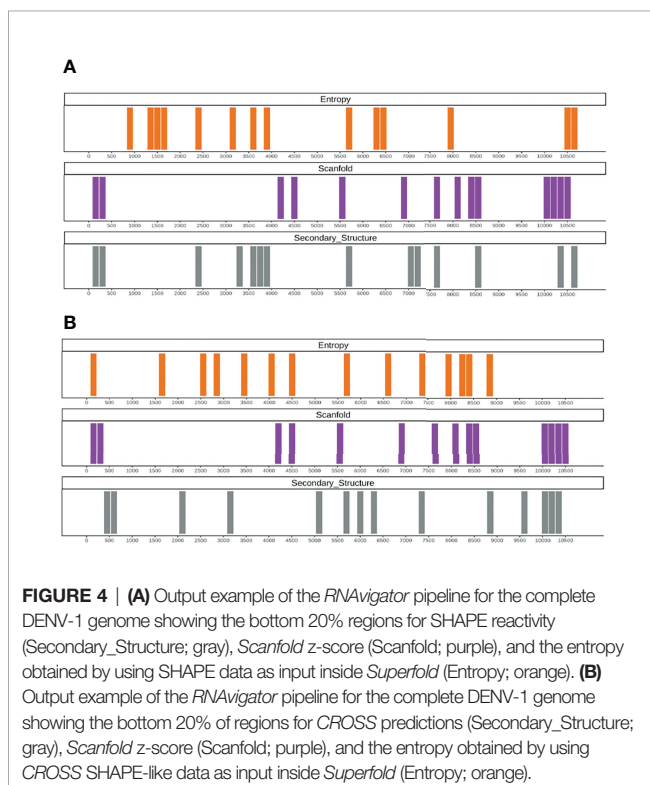 A
Entropy
0 500 1000 1500 2000 2500 3000 3500 4000 4500 5000 5500 6000 6500 7000 7500 8000 8500 9000 9500 10000 10500
Scanfold
0 500 1000 1500 2000 2500 3000 3500 4000 4500 5000 5500 6000 6500 7000 7500 8000 8500 9000 9500 10000 10500
Secondary_Structure
0 500 1000 1500 2000 2500 3000 3500 4000 4500 5000 5500 6000 6500 7000 7500 8000 8500 9000 9500 10000 10500
B
Entropy
0 500 1000 1500 2000 2500 3000 3500 4000 4500 5000 5500 6000 6500 7000 7500 8000 8500 9000 9500 10000 10500
Scanfold
0 500 1000 1500 2000 2500 3000 3500 4000 4500 5000 5500 6000 6500 7000 7500 8000 8500 9000 9500 10000 10500
Secondary_Structure
0 500 1000 1500 2000 2500 3000 3500 4000 4500 5000 5500 6000 6500 7000 7500 8000 8500 9000 9500 10000 10500
FIGURE 4 | (A) Output example of the RNAvigator pipeline for the complete
DENV-1 genome showing the bottom 20% regions for SHAPE reactivity
(Secondary_Structure; gray), Scanfold z-score (Scanfold; purple), and the entropy
obtained by using SHAPE data as input inside Superfold (Entropy; orange). (B)
Output example of the RNAvigator pipeline for the complete DENV-1 genome
showing the bottom 20% of regions for CROSS predictions (Secondary_Structure;
gray), Scanfold z-score (Scanfold; purple), and the entropy obtained by using
CROSS SHAPE-like data as input inside Superfold (Entropy; orange).